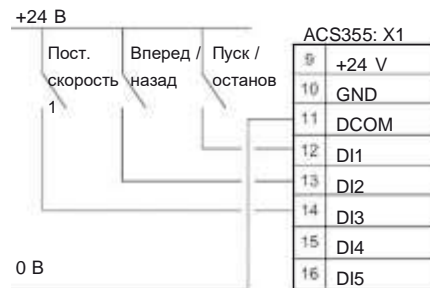 +24 В
ACS355: X1
Пост. скорость 1
Вперед / назад
Пуск / останов
9 +24 V
10 GND
11 DCOM
12 DI1
13 DI2
14 DI3
15 DI4
16 DI5
0 В